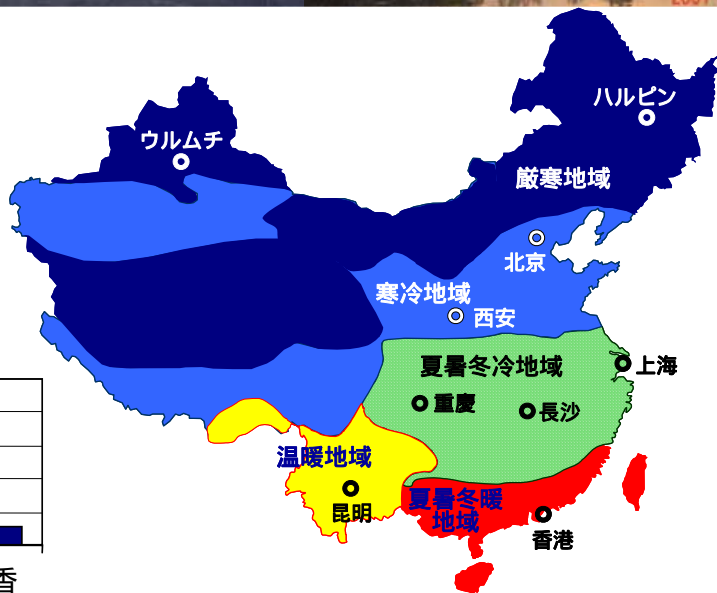 2001
ハルピン
ウルムチ
厳寒地域
北京
寒冷地域
西安
夏暑冬冷地域
上海
重慶
長沙
温暖地域
夏暑冬暖
地域
昆明
香港
香